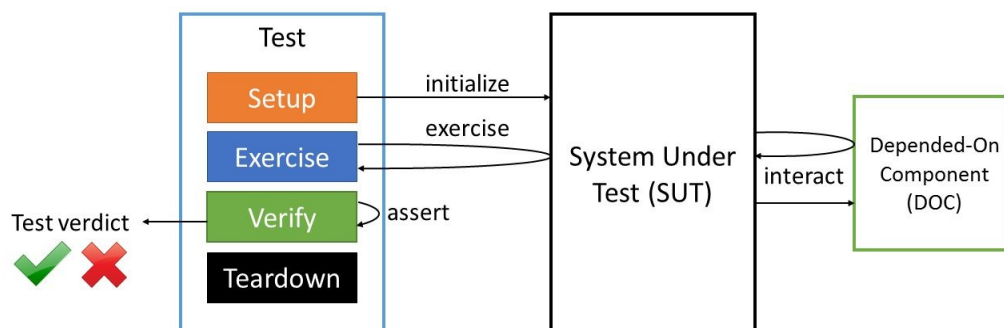 Test
Setup
initialize
Exercise
exercise
Verify
assert
Teardown
Test verdict
System Under
Test (SUT)
interact
Depended-On
Component
(DOC)